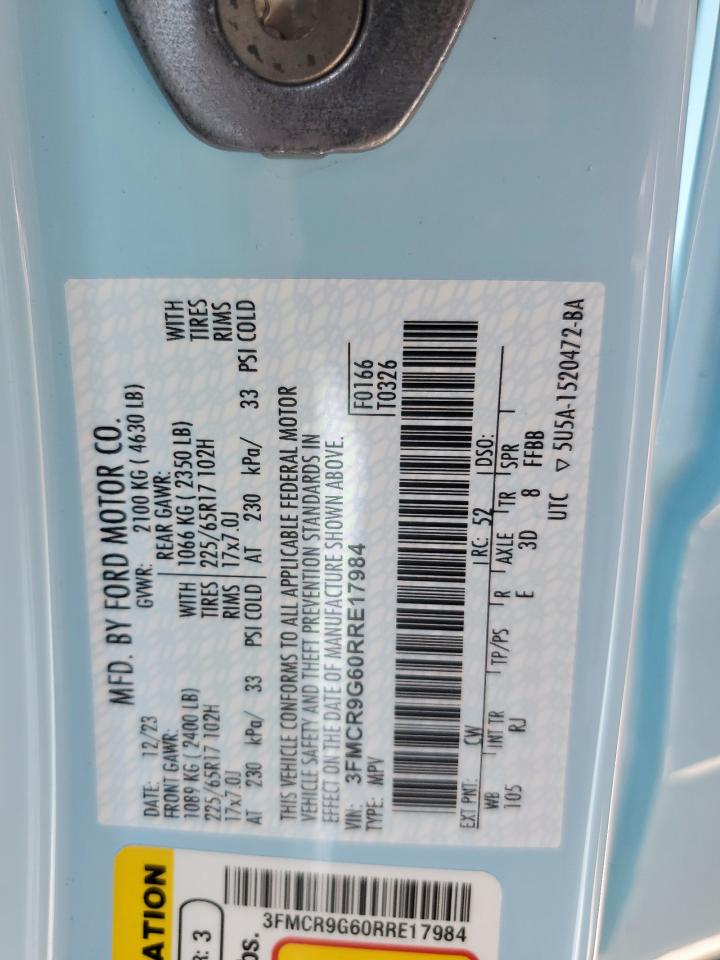 MFD. BY FORD MOTOR CO.
DATE: 12/23 GVWR: 2100 KG ( 4630 LB)
FRONT GAWR: REAR GAWR:
1089 KG ( 2400 LB) WITH 1066 KG ( 2350 LB) WITH
225/65R17 102H TIRES 225/65R17 102H TIRES
17x7.0J RIMS 17x7.0J RIMS
AT 230 kPa/ 33 PSI COLD AT 230 kPa/ 33 PSI COLD
THIS VEHICLE CONFORMS TO ALL APPLICABLE FEDERAL MOTOR
VEHICLE SAFETY AND THEFT PREVENTION STANDARDS IN
EFFECT ON THE DATE OF MANUFACTURE SHOWN ABOVE.
VIN: 3FMCR9G60RRE17984 F0166
TYPE: MPV T0326
EXT PNT: CW RC: 52 DSO:
WB INT TR TP/PS R AXLE TR SPR
105 RJ E 3D 8 FFBB
UTC ▽ 5U5A-1520472-BA
ATION
R: 3
bs.
3FMCR9G60RRE17984